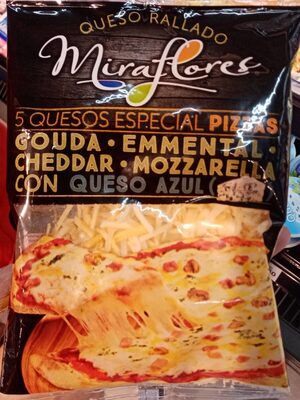 QUESO RALLADO
Miraflores
5 QUESOS ESPECIAL PIZZAS
GOUDA • EMMENTAL •
CHEDDAR • MOZZARELLA
CON QUESO AZUL